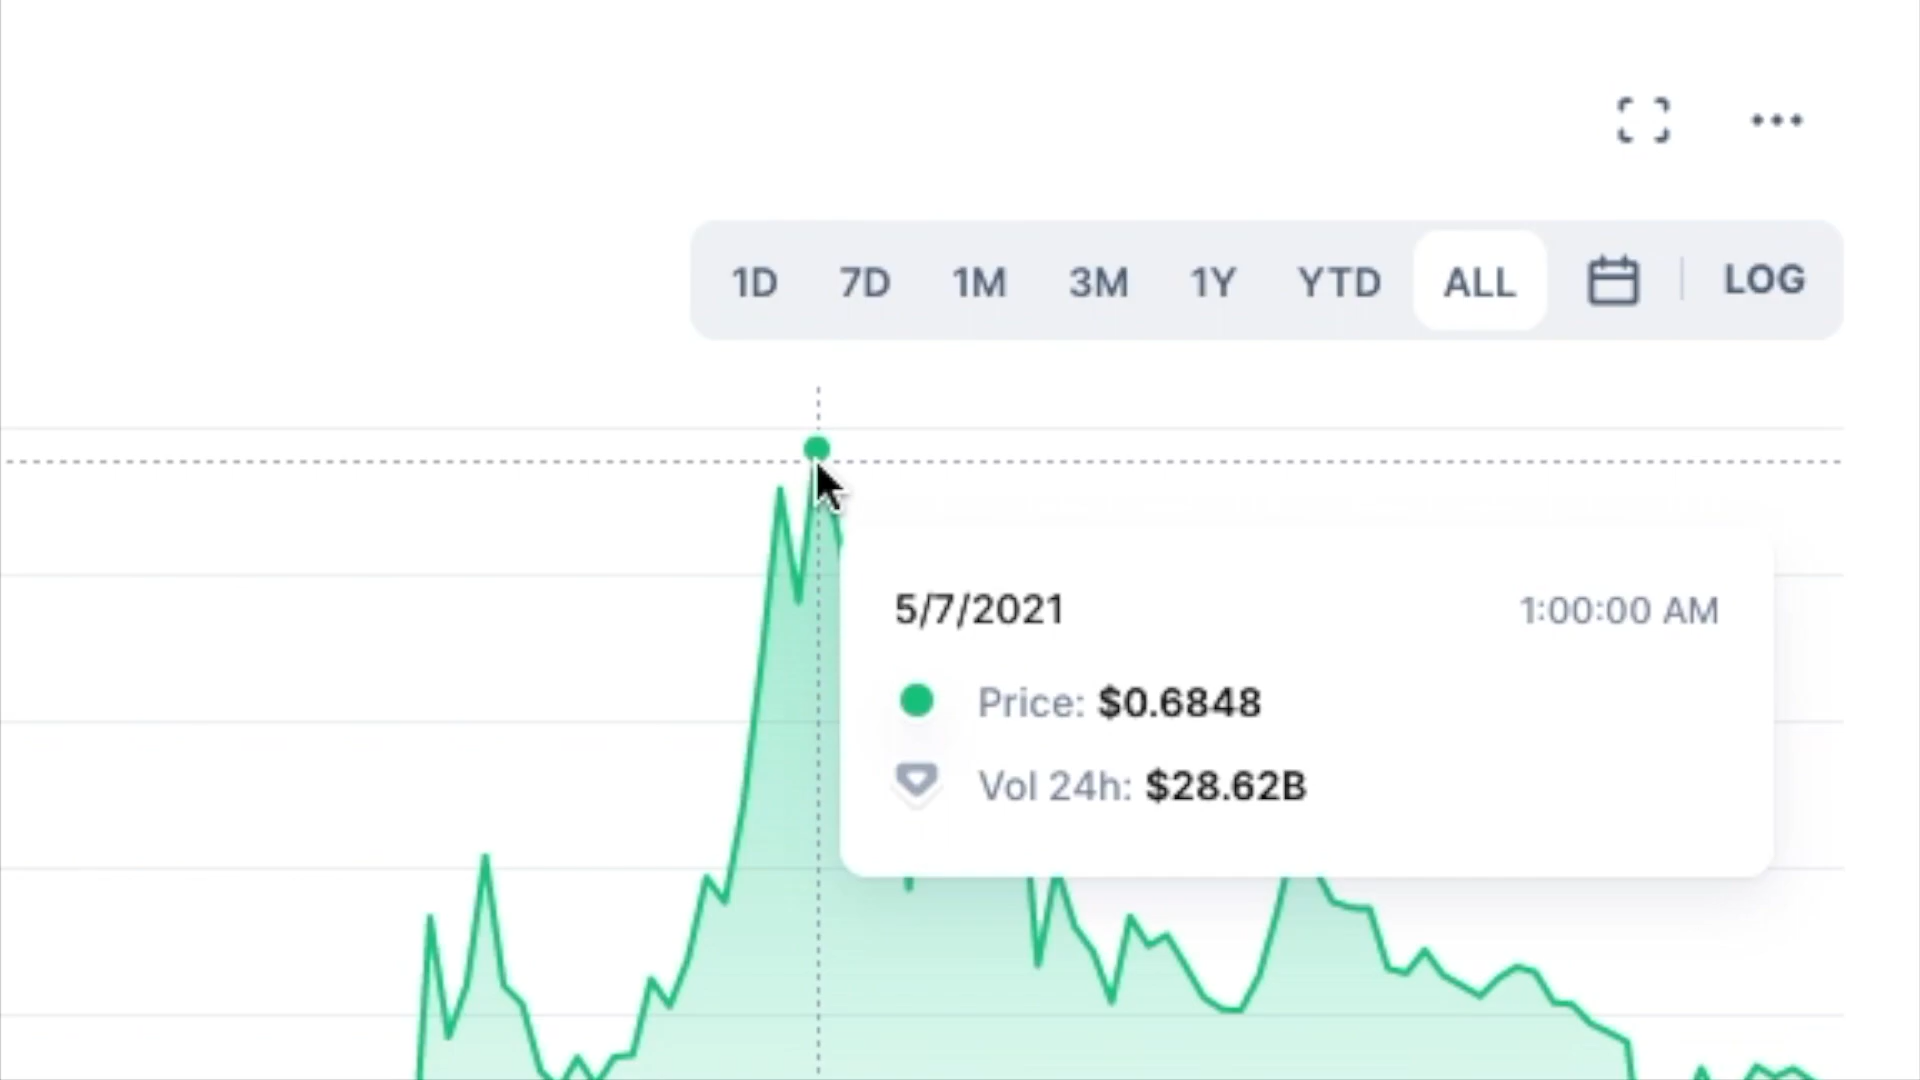 1D 7D 1M 3M 1Y YTD ALL LOG
5/7/2021 1:00:00 AM
Price: $0.6848
Vol 24h: $28.62B